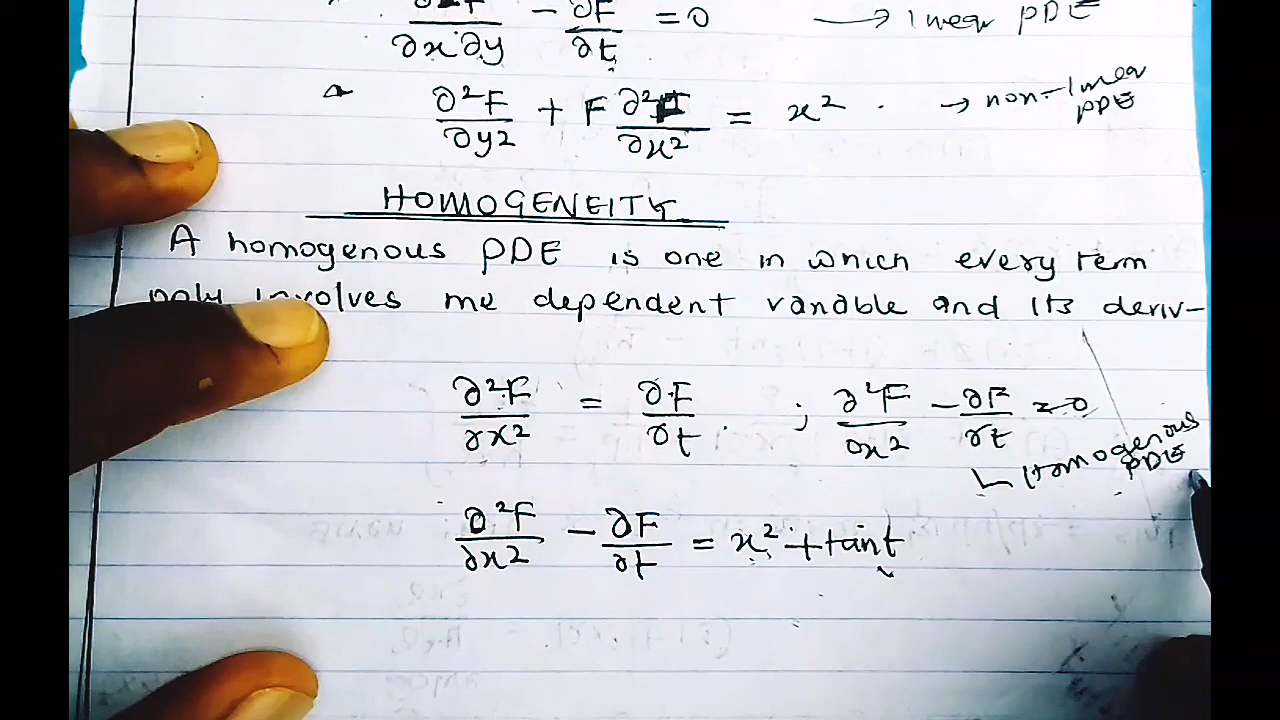 ∂²F/∂x∂y − ∂F/∂t = 0 → linear PDE
∂²F/∂y2 + F ∂²F/∂x² = x² . → non-linear PDE
HOMOGENEITY
A homogenous PDE is one in which every term
only involves the dependent variable and its deriv-
∂²F/∂x² = ∂F/∂t . ; ∂²F/∂x² − ∂F/∂t = 0
↳ Homogenous PDE
∂²F/∂x2 − ∂F/∂t = x² + tant